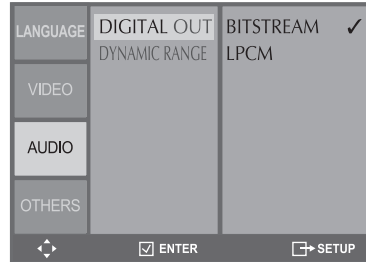 LANGUAGE
VIDEO
AUDIO
OTHERS
DIGITAL OUT
DYNAMIC RANGE
BITSTREAM ✓
LPCM
ENTER
SETUP